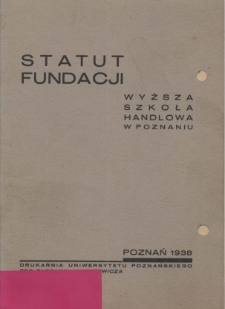 STATUT
FUNDACJI
WYŻSZA
SZKOŁA
HANDLOWA
W POZNANIU
POZNAŃ 1938
DRUKARNIA UNIWERSYTETU POZNAŃSKIEGO